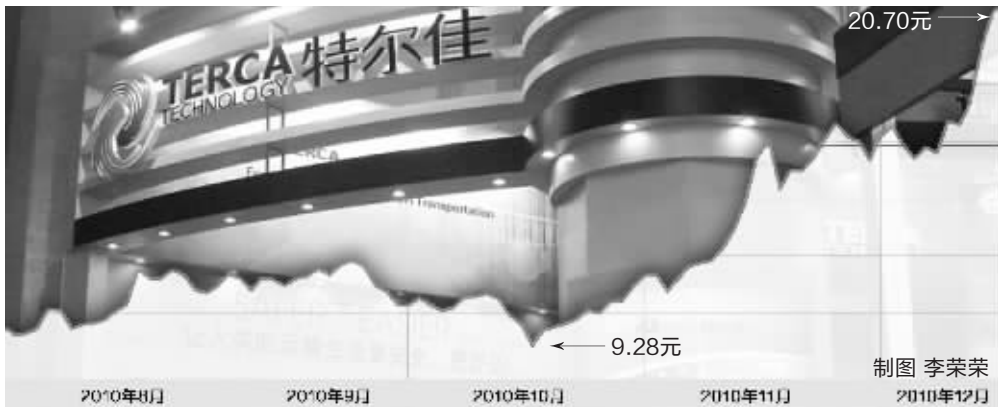 20.70元
TERCA 特尔佳
TECHNOLOGY
Transportation
9.28元
制图 李荣荣
2010年8月 2010年9月 2010年10月 2010年11月 2010年12月